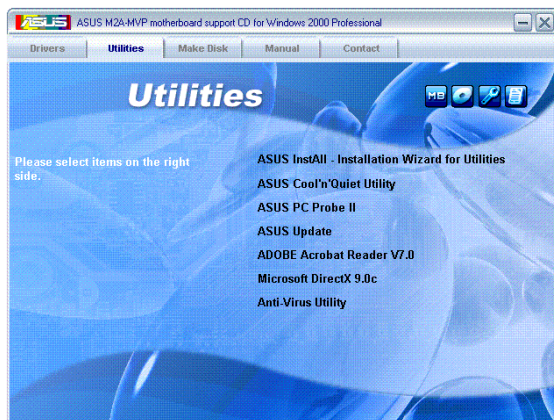 ASUS ASUS M2A-MVP motherboard support CD for Windows 2000 Professional
Drivers Utilities Make Disk Manual Contact
Utilities
MB
Please select items on the right
side.
ASUS InstAll - Installation Wizard for Utilities
ASUS Cool'n'Quiet Utility
ASUS PC Probe II
ASUS Update
ADOBE Acrobat Reader V7.0
Microsoft DirectX 9.0c
Anti-Virus Utility